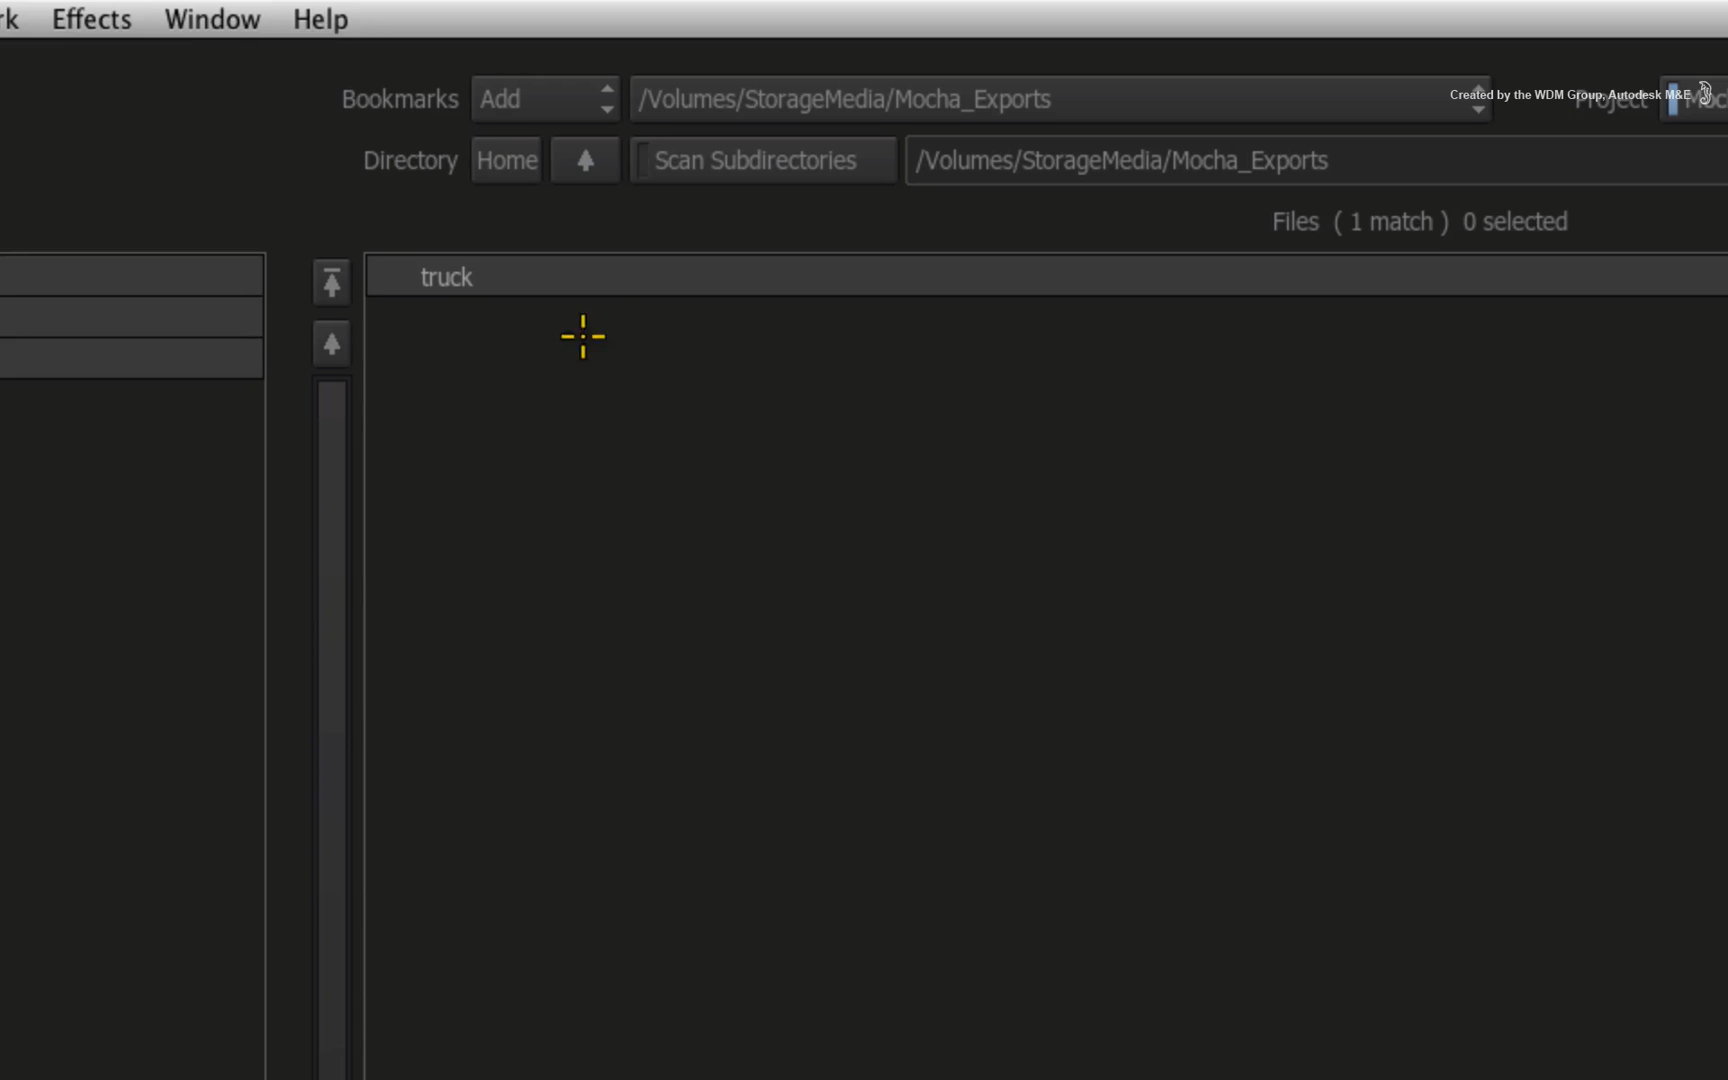 Effects Window Help
Bookmarks Add /Volumes/StorageMedia/Mocha_Exports Project
Created by the WDM Group, Autodesk M&E
Directory Home Scan Subdirectories /Volumes/StorageMedia/Mocha_Exports
Files ( 1 match ) 0 selected
truck